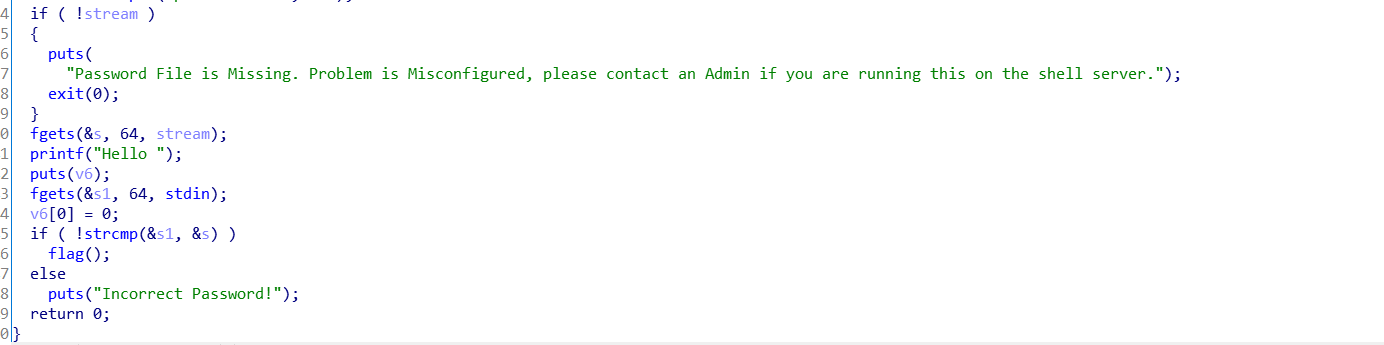 4 if ( !stream )
5 {
6 puts(
7 "Password File is Missing. Problem is Misconfigured, please contact an Admin if you are running this on the shell server.");
8 exit(0);
9 }
0 fgets(&s, 64, stream);
1 printf("Hello ");
2 puts(v6);
3 fgets(&s1, 64, stdin);
4 v6[0] = 0;
5 if ( !strcmp(&s1, &s) )
6 flag();
7 else
8 puts("Incorrect Password!");
9 return 0;
0 }